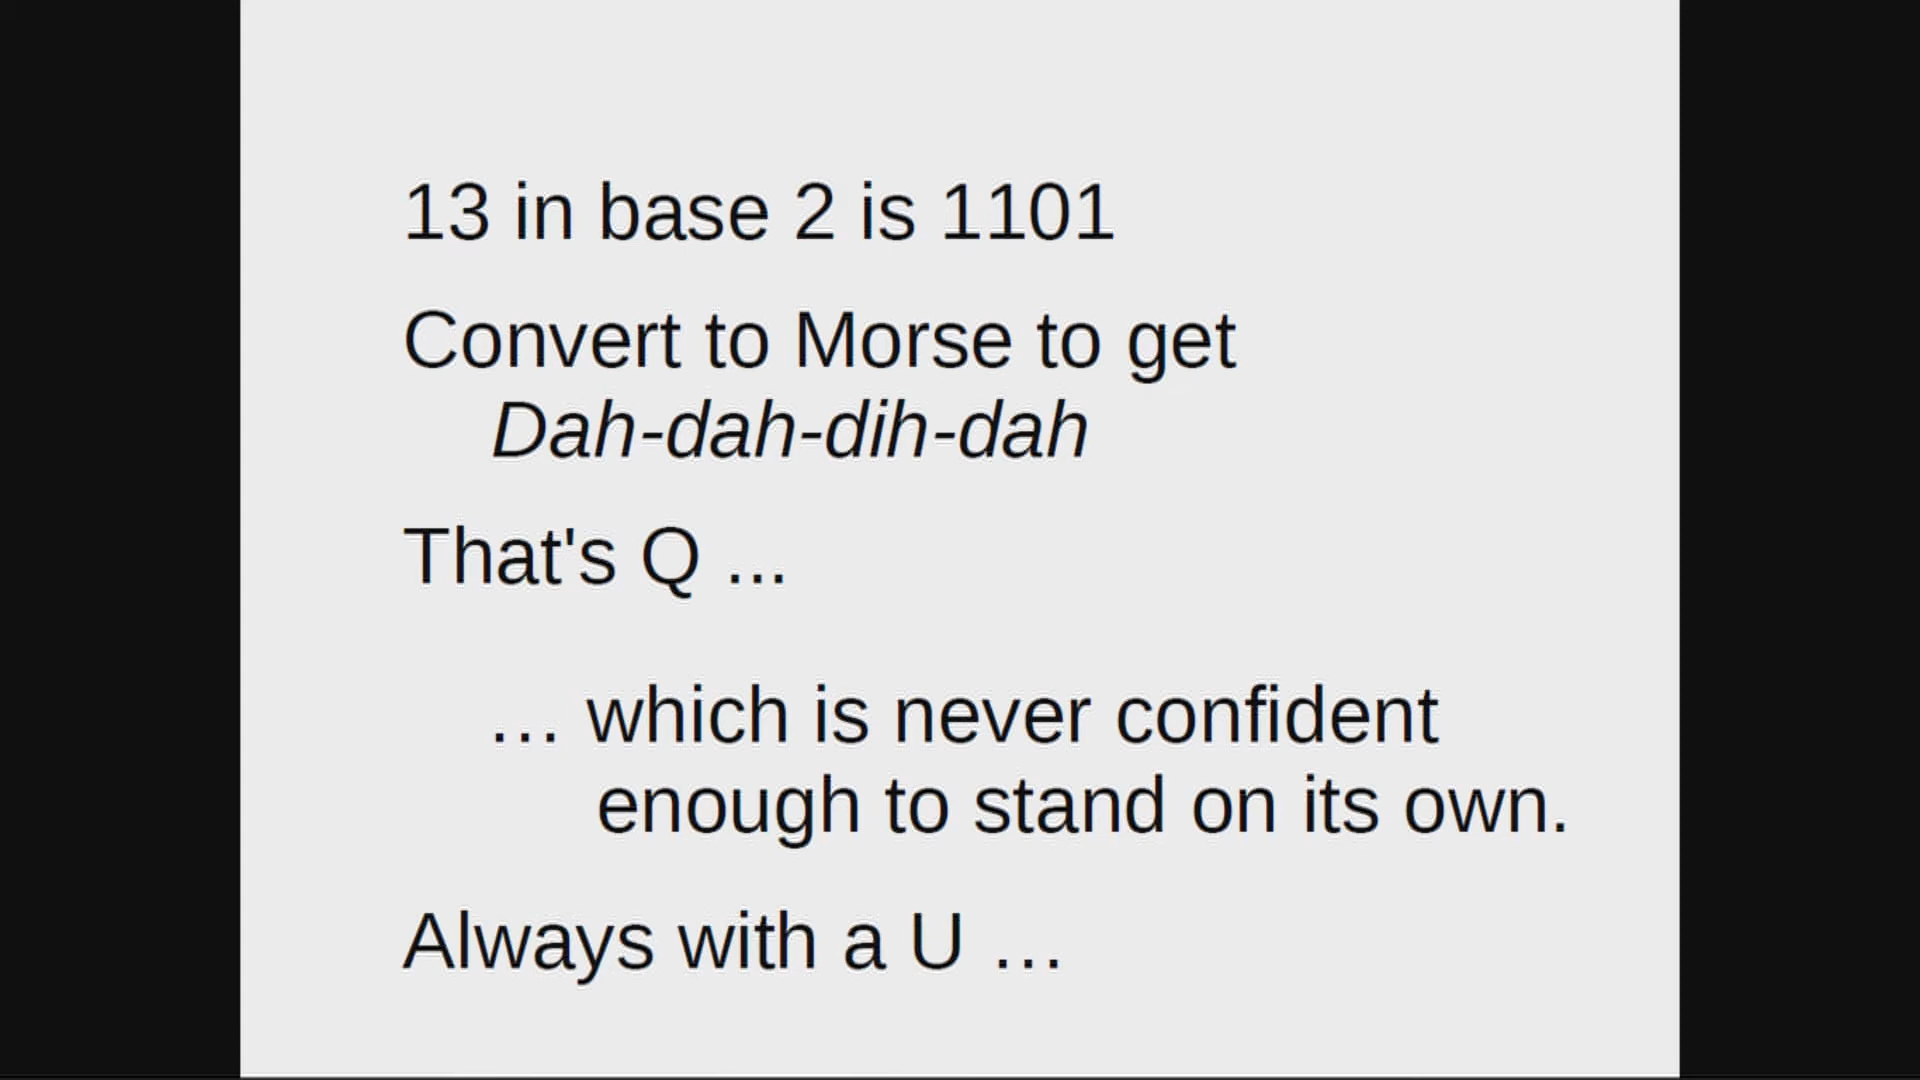 13 in base 2 is 1101
Convert to Morse to get
Dah-dah-dih-dah
That's Q ...
… which is never confident
enough to stand on its own.
Always with a U …